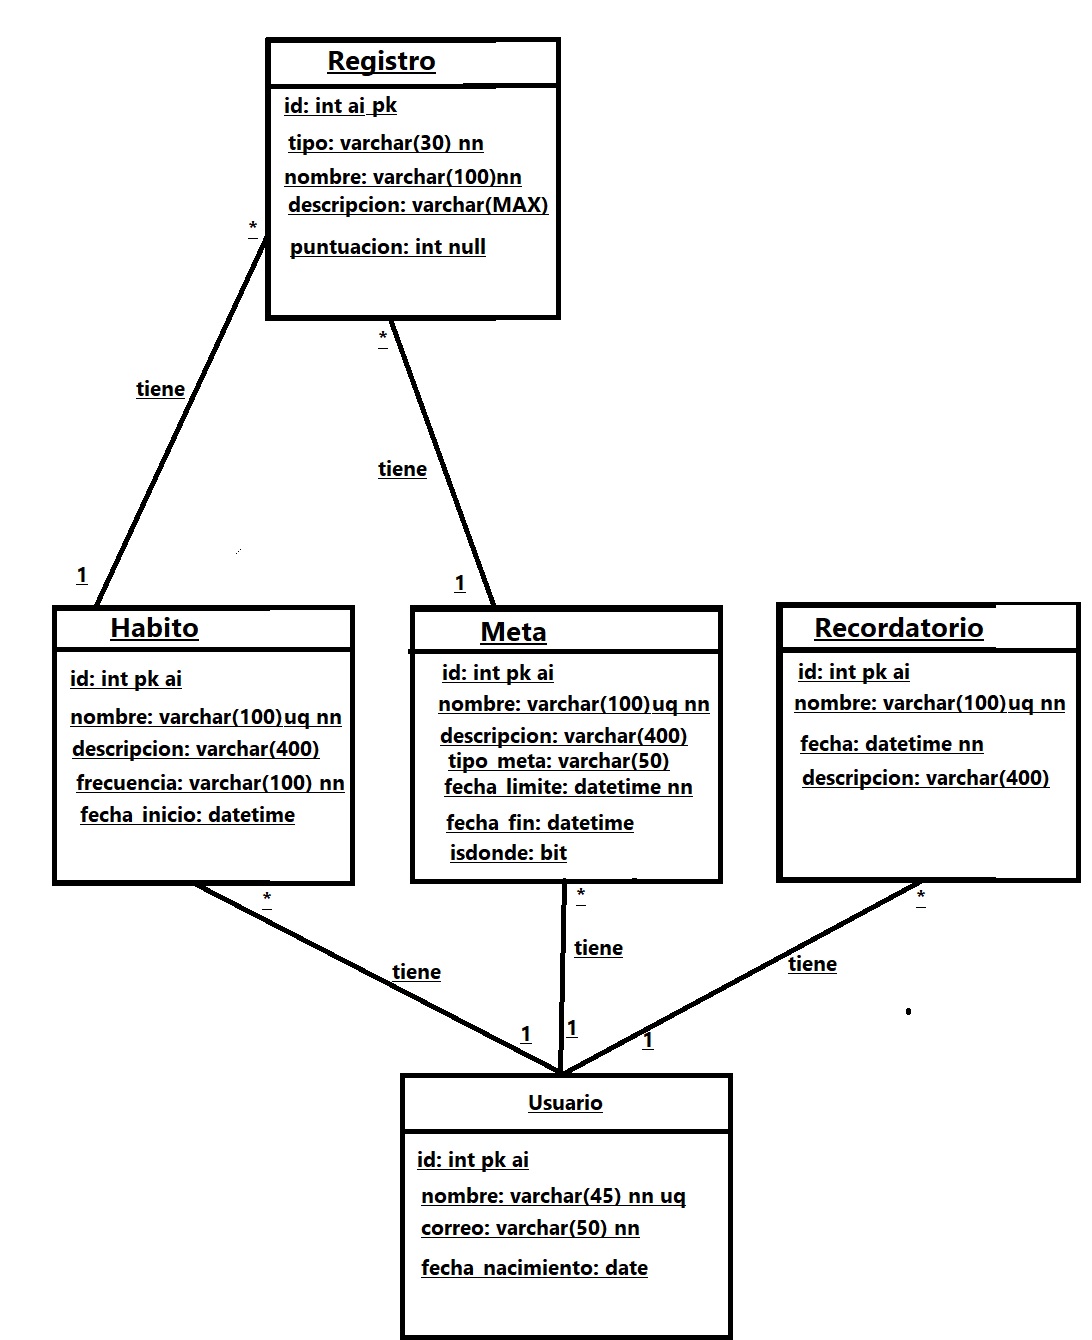 Registro
id: int ai pk
tipo: varchar(30) nn
nombre: varchar(100)nn
descripcion: varchar(MAX)
puntuacion: int null
*
*
tiene
tiene
1
1
Habito
id: int pk ai
nombre: varchar(100)uq nn
descripcion: varchar(400)
frecuencia: varchar(100) nn
fecha_inicio: datetime
Meta
id: int pk ai
nombre: varchar(100)uq nn
descripcion: varchar(400)
tipo_meta: varchar(50)
fecha_limite: datetime nn
fecha_fin: datetime
isdonde: bit
Recordatorio
id: int pk ai
nombre: varchar(100)uq nn
fecha: datetime nn
descripcion: varchar(400)
*
*
*
tiene
tiene
tiene
1
1
1
Usuario
id: int pk ai
nombre: varchar(45) nn uq
correo: varchar(50) nn
fecha_nacimiento: date